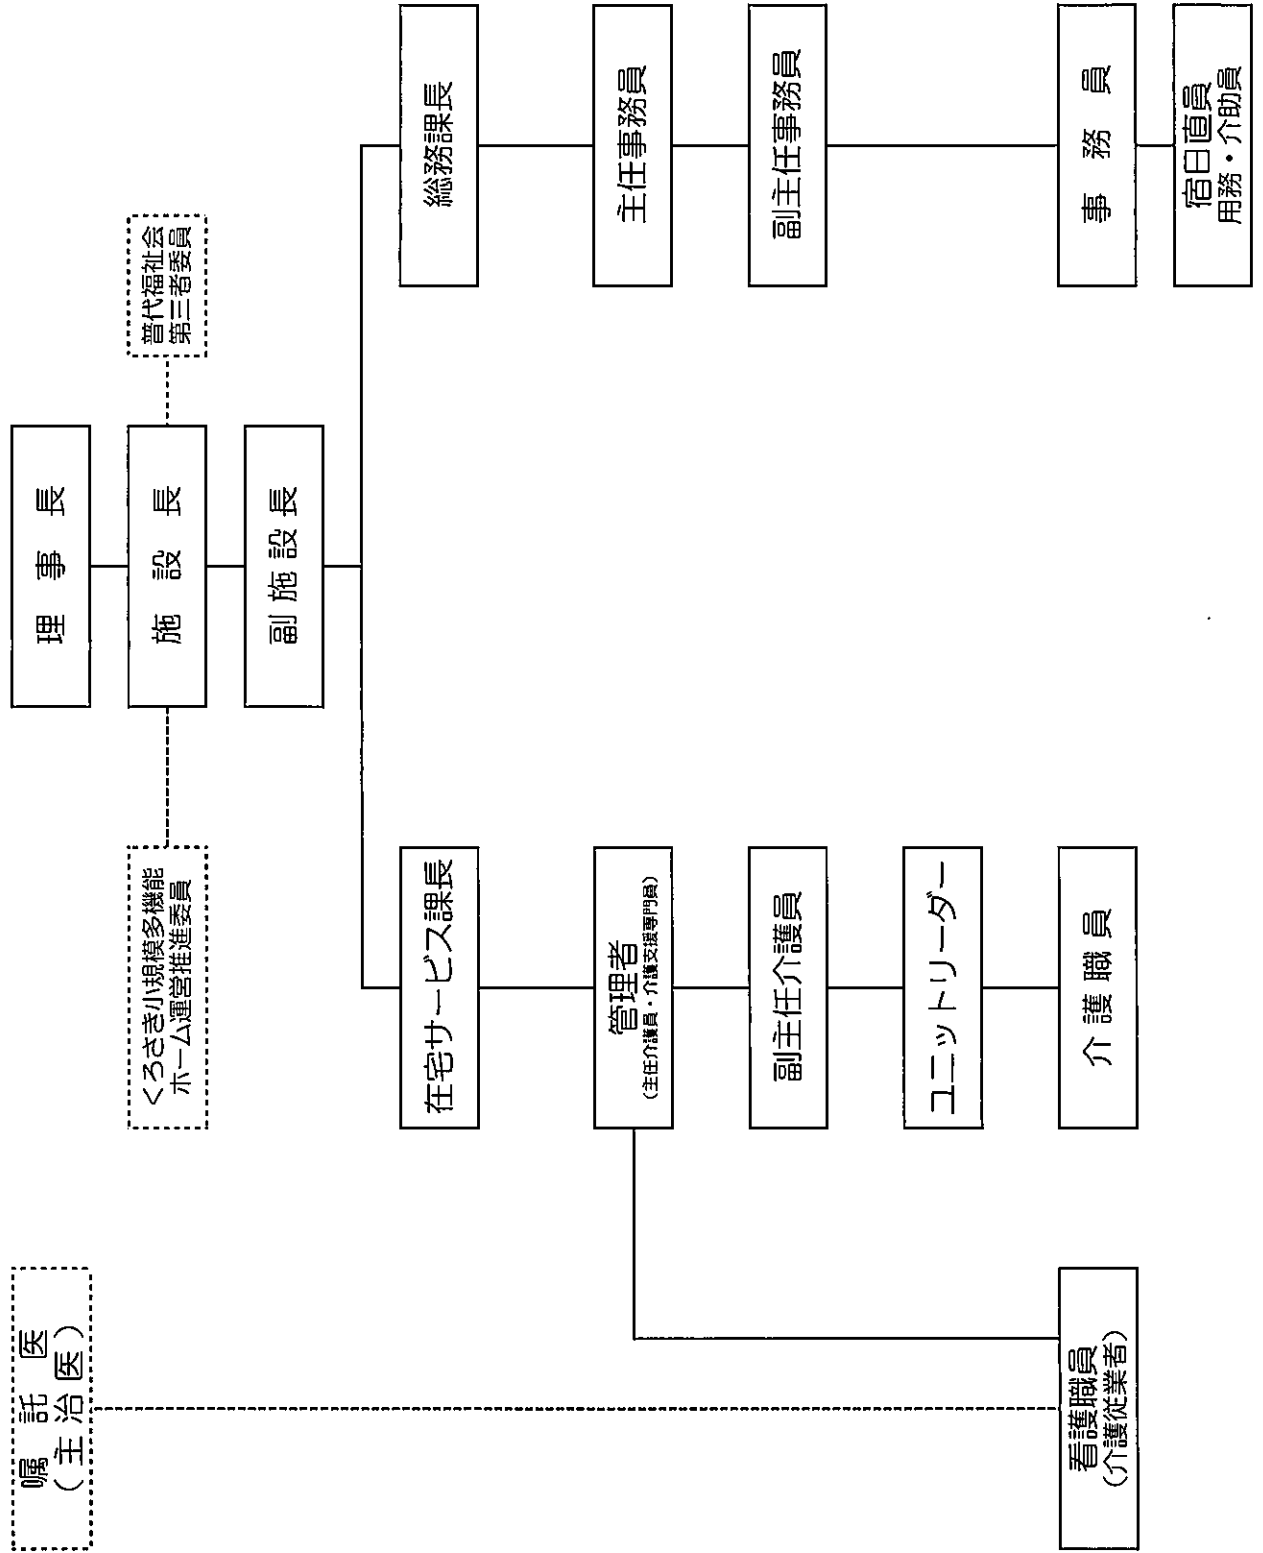 理事長
施設長
副施設長
普代福祉会
第三者委員
くろさき小規模多機能
ホーム運営推進委員
嘱託医
（主治医）
在宅サービス課長
管理者
（主任介護員・介護支援専門員）
副主任介護員
ユニットリーダー
介護職員
看護職員
（介護従業者）
総務課長
主任事務員
副主任事務員
事務員
宿日直員
用務・介助員